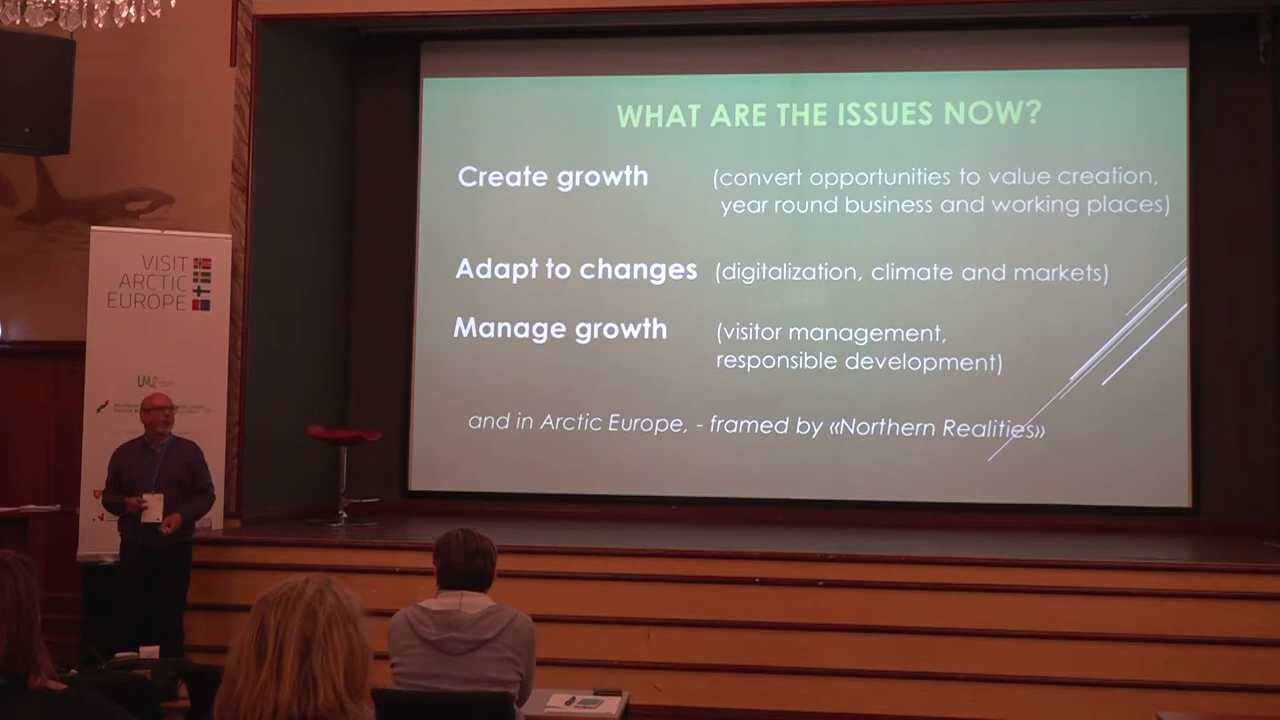 WHAT ARE THE ISSUES NOW?
Create growth (convert opportunities to value creation,
year round business and working places)
Adapt to changes (digitalization, climate and markets)
Manage growth (visitor management,
responsible development)
and in Arctic Europe, - framed by «Northern Realities»
VISIT
ARCTIC
EUROPE